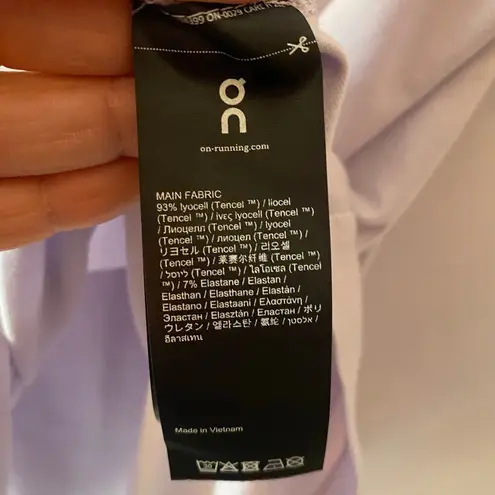 on
on-running.com
MAIN FABRIC
93% lyocell (Tencel ™) / liocel
(Tencel ™) / ίνες lyocell (Tencel ™)
/ Лиоцелл (Tencel ™) / lyocel
(Tencel ™) / лиоцел (Tencel ™) /
リヨセル (Tencel ™) / 리오셀
(Tencel ™) / 莱赛尔纤维 (Tencel ™)
/ ליוסל (Tencel ™) / ไลโอเซล (Tencel
™) / 7% Elastane / Elastan /
Elasthan / Elasthane / Elastán /
Elastano / Elastaani / Ελαστάνη /
Эластан / Elasztán / Еластан / ポリ
ウレタン / 엘라스탄 / 氨纶 / אלסטן /
อีลาสเทน
Made in Vietnam